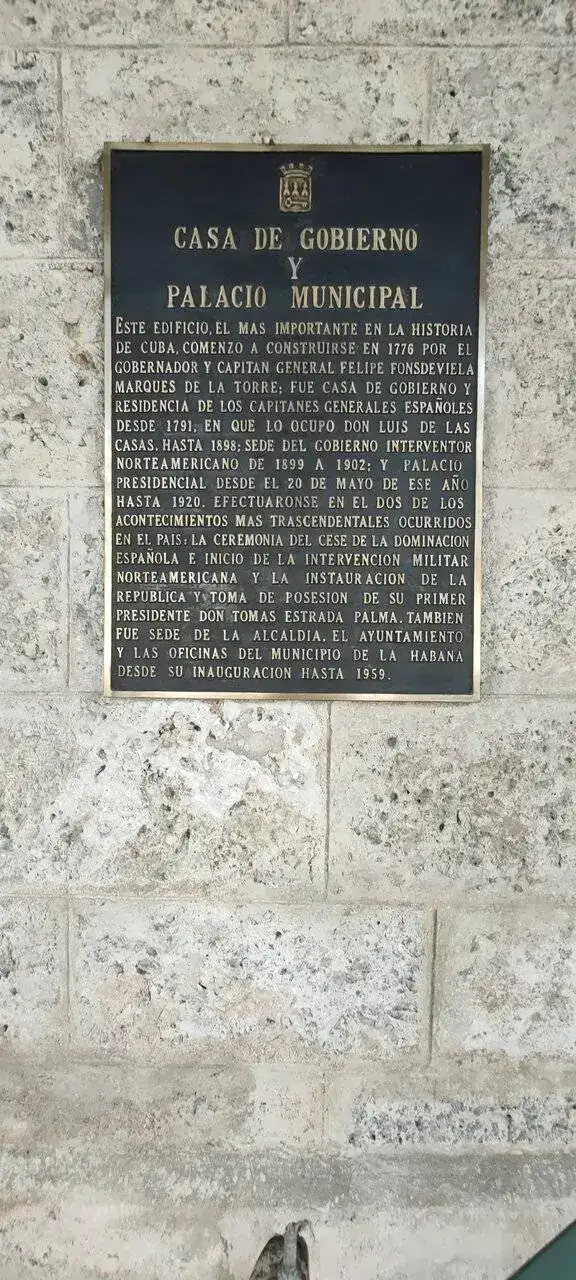 CASA DE GOBIERNO
Y
PALACIO MUNICIPAL
ESTE EDIFICIO, EL MAS IMPORTANTE EN LA HISTORIA
DE CUBA, COMENZO A CONSTRUIRSE EN 1776 POR EL
GOBERNADOR Y CAPITAN GENERAL FELIPE FONSDEVIELA
MARQUES DE LA TORRE; FUE CASA DE GOBIERNO Y
RESIDENCIA DE LOS CAPITANES GENERALES ESPAÑOLES
DESDE 1791, EN QUE LO OCUPO DON LUIS DE LAS
CASAS, HASTA 1898; SEDE DEL GOBIERNO INTERVENTOR
NORTEAMERICANO DE 1899 A 1902; Y PALACIO
PRESIDENCIAL DESDE EL 20 DE MAYO DE ESE AÑO
HASTA 1920. EFECTUARONSE EN EL DOS DE LOS
ACONTECIMIENTOS MAS TRASCENDENTALES OCURRIDOS
EN EL PAIS: LA CEREMONIA DEL CESE DE LA DOMINACION
ESPAÑOLA E INICIO DE LA INTERVENCION MILITAR
NORTEAMERICANA Y LA INSTAURACION DE LA
REPUBLICA Y TOMA DE POSESION DE SU PRIMER
PRESIDENTE DON TOMAS ESTRADA PALMA. TAMBIEN
FUE SEDE DE LA ALCALDIA, EL AYUNTAMIENTO
Y LAS OFICINAS DEL MUNICIPIO DE LA HABANA
DESDE SU INAUGURACION HASTA 1959.